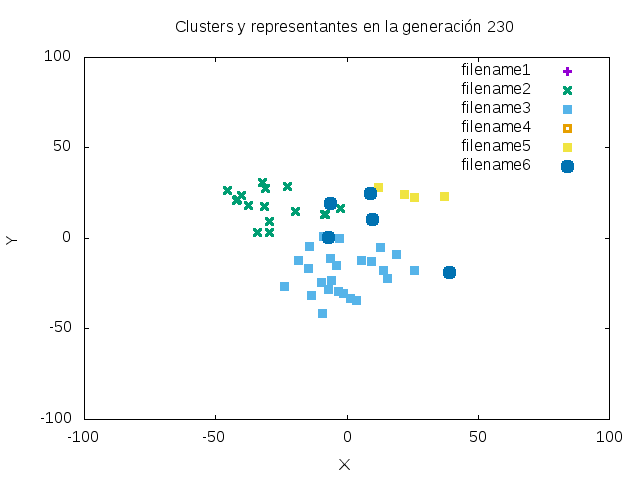 Clusters y representantes en la generación 230
100
50
0
-50
-100
-100
-50
0
50
100
Y
X
filename1
filename2
filename3
filename4
filename5
filename6